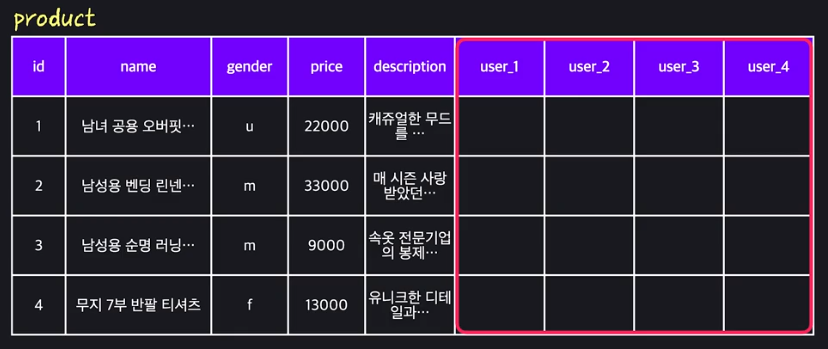 product
id name gender price description user_1 user_2 user_3 user_4
1 남녀 공용 오버핏… u 22000 캐쥬얼한 무드를 …
2 남성용 벤딩 린넨… m 33000 매 시즌 사랑 받았던…
3 남성용 순명 러닝… m 9000 속옷 전문기업의 봉제…
4 무지 7부 반팔 티셔츠 f 13000 유니크한 디테일과…